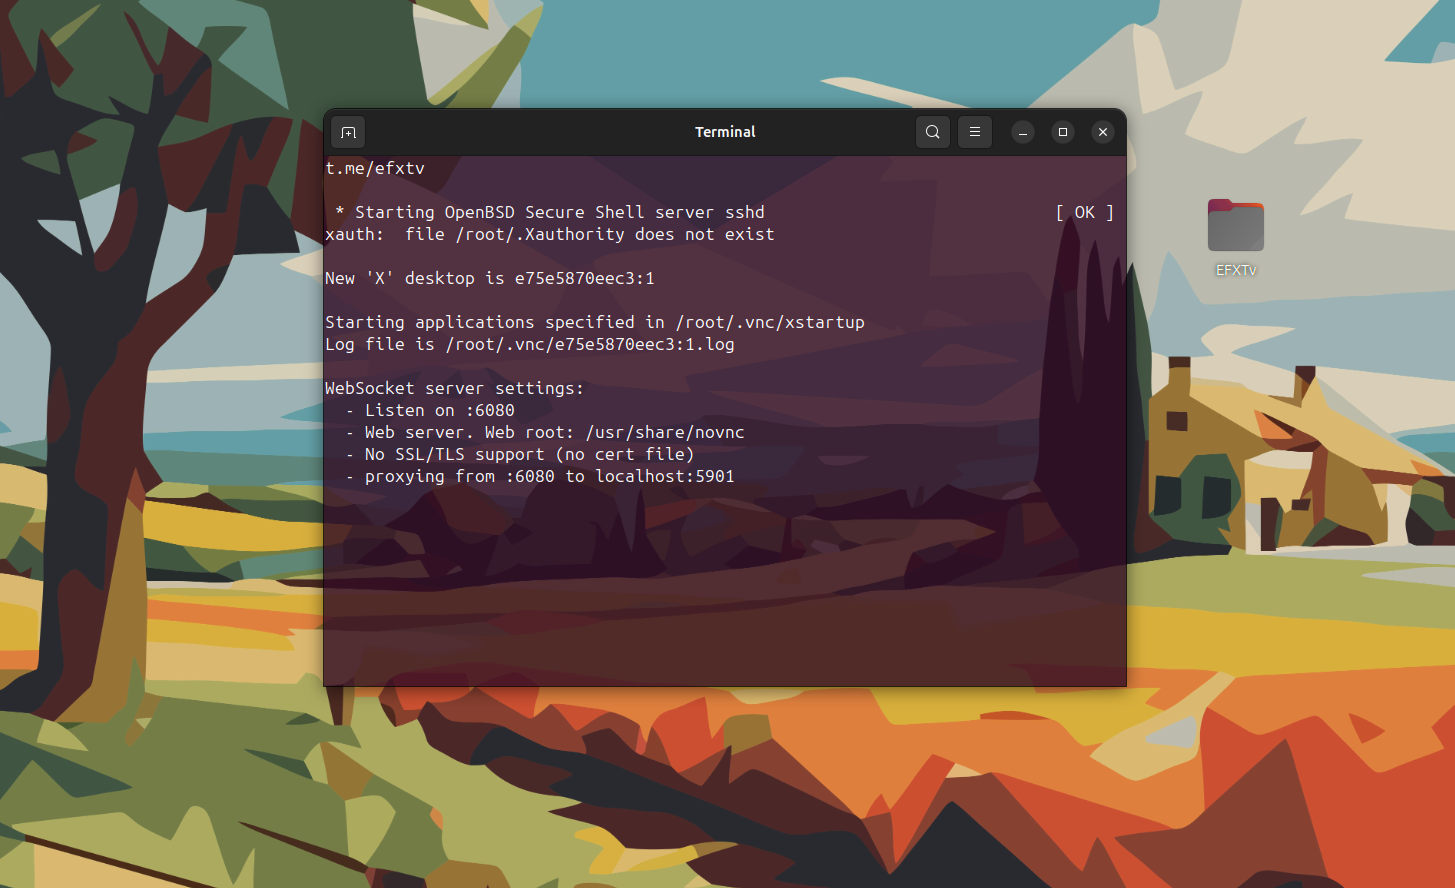 Terminal
t.me/efxtv
* Starting OpenBSD Secure Shell server sshd [ OK ]
xauth:  file /root/.Xauthority does not exist
New 'X' desktop is e75e5870eec3:1
Starting applications specified in /root/.vnc/xstartup
Log file is /root/.vnc/e75e5870eec3:1.log
WebSocket server settings:
- Listen on :6080
- Web server. Web root: /usr/share/novnc
- No SSL/TLS support (no cert file)
- proxying from :6080 to localhost:5901
EFXTv